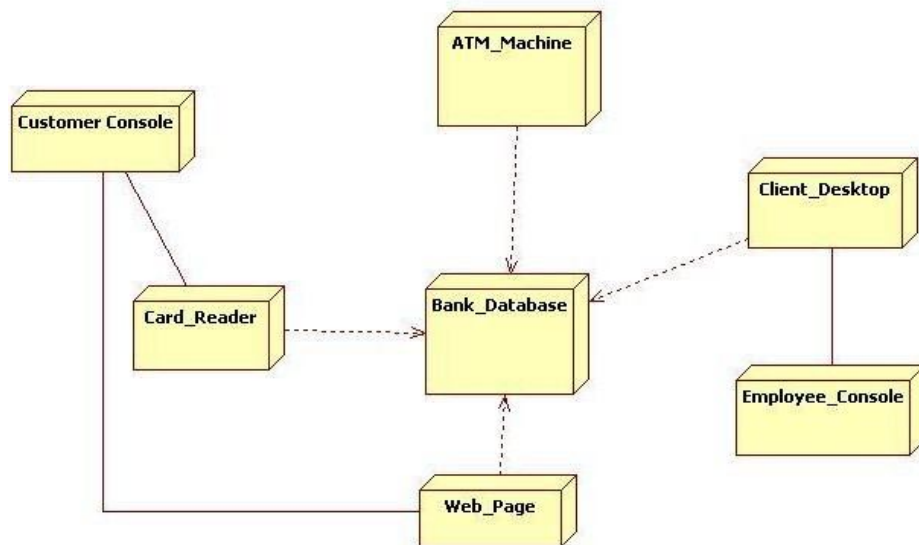 ATM_Machine
Customer Console
Client_Desktop
Card_Reader
Bank_Database
Employee_Console
Web_Page